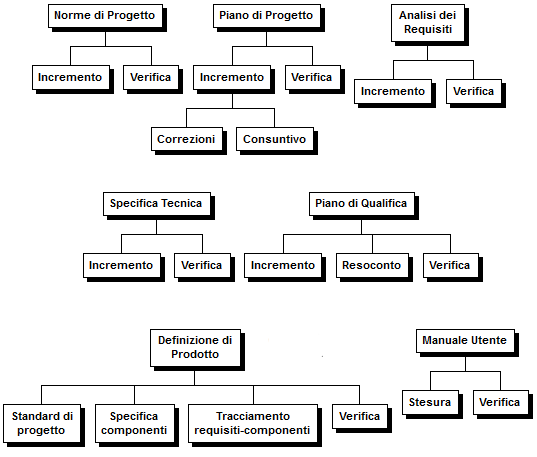 Norme di Progetto
Piano di Progetto
Analisi dei
Requisiti
Incremento
Verifica
Incremento
Verifica
Incremento
Verifica
Correzioni
Consuntivo
Specifica Tecnica
Piano di Qualifica
Incremento
Verifica
Incremento
Resoconto
Verifica
Definizione di
Prodotto
Manuale Utente
Standard di
progetto
Specifica
componenti
Tracciamento
requisiti-componenti
Verifica
Stesura
Verifica